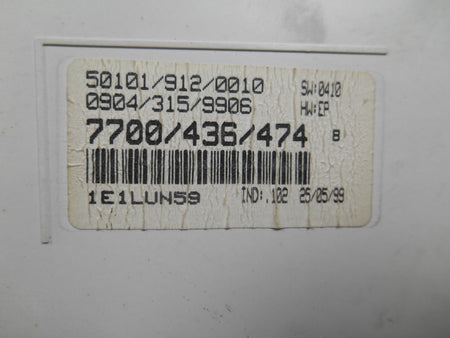 50101/912/0010 SW:0410
0904/315/9906 HW:EP
7700/436/474 B
1E1LUN59 IND:.102 25/05/99